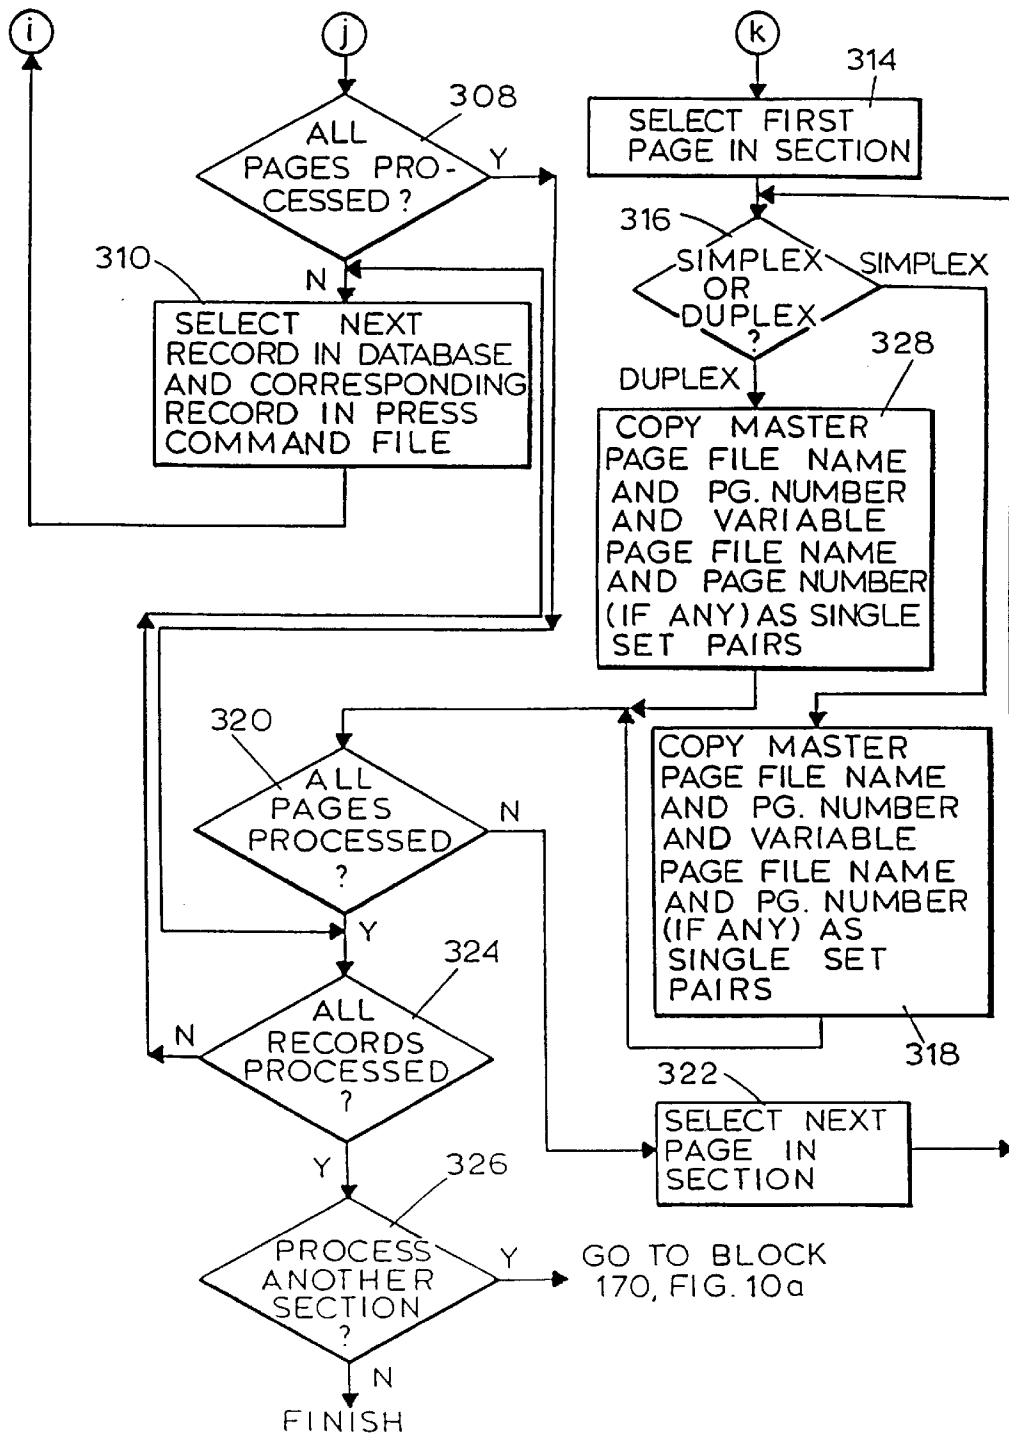 i
j
k
308
ALL
PAGES PRO-
CESSED?
Y
N
310
SELECT NEXT
RECORD IN DATABASE
AND CORRESPONDING
RECORD IN PRESS
COMMAND FILE
314
SELECT FIRST
PAGE IN SECTION
316
SIMPLEX
OR
DUPLEX
?
SIMPLEX
DUPLEX
328
COPY MASTER
PAGE FILE NAME
AND PG. NUMBER
AND VARIABLE
PAGE FILE NAME
AND PAGE NUMBER
(IF ANY) AS SINGLE
SET PAIRS
320
ALL
PAGES
PROCESSED
?
N
Y
COPY MASTER
PAGE FILE NAME
AND PG. NUMBER
AND VARIABLE
PAGE FILE NAME
AND PG. NUMBER
(IF ANY) AS
SINGLE SET
PAIRS
318
324
ALL
RECORDS
PROCESSED
?
N
Y
322
SELECT NEXT
PAGE IN
SECTION
326
PROCESS
ANOTHER
SECTION
?
Y
GO TO BLOCK
170, FIG. 10a
N
FINISH